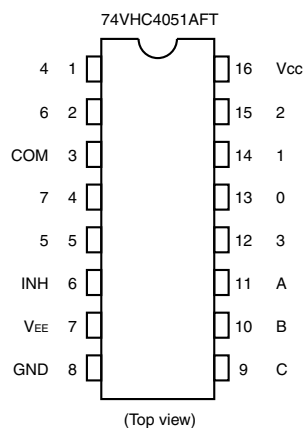 74VHC4051AFT
4 1 16 Vcc
6 2 15 2
COM 3 14 1
7 4 13 0
5 5 12 3
INH 6 11 A
VEE 7 10 B
GND 8 9 C
(Top view)